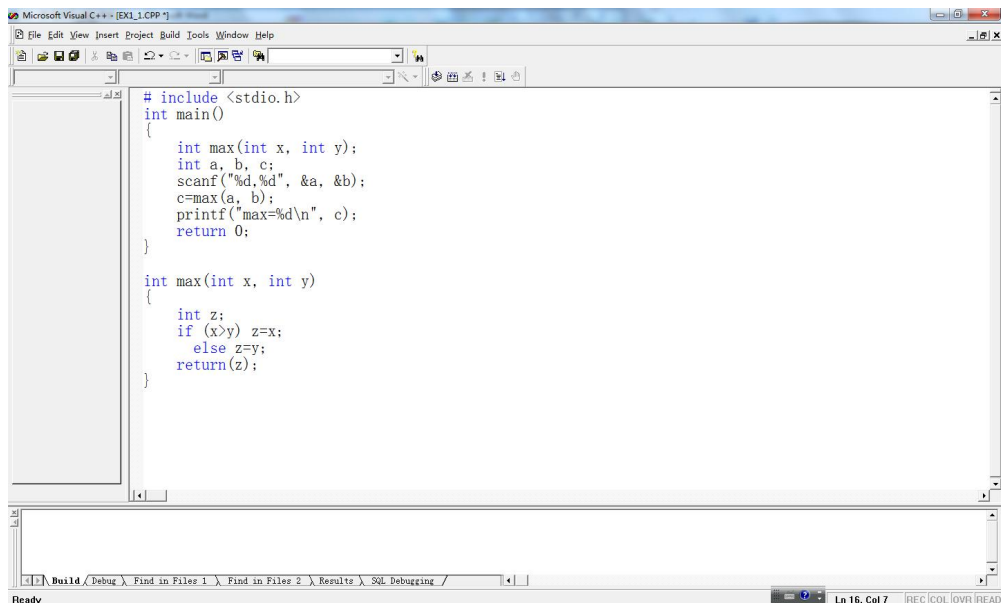 Microsoft Visual C++ - [EX1_1.CPP *]
File Edit View Insert Project Build Tools Window Help
# include <stdio.h>
int main()
{
    int max(int x, int y);
    int a, b, c;
    scanf("%d,%d", &a, &b);
    c=max(a, b);
    printf("max=%d\n", c);
    return 0;
}
int max(int x, int y)
{
    int z;
    if (x>y) z=x;
      else z=y;
    return(z);
}
Build Debug Find in Files 1 Find in Files 2 Results SQL Debugging
Ready Ln 16, Col 7 REC COL OVR READ